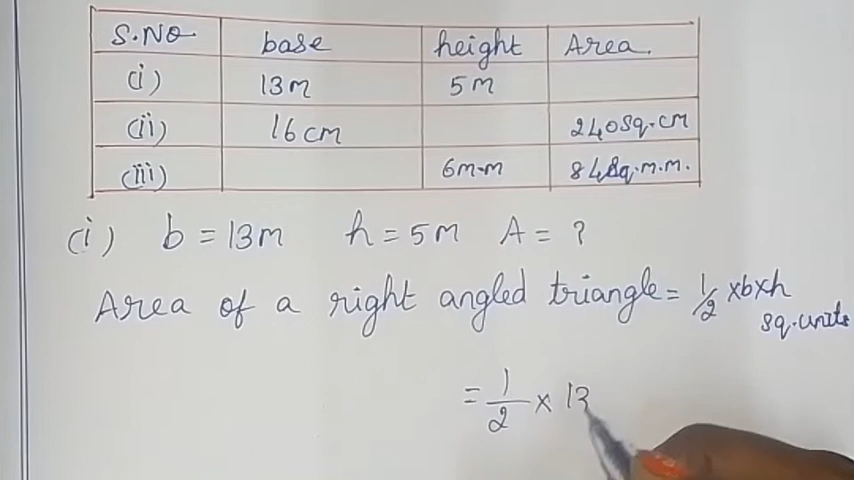 S.NO base height Area.
(i) 13m 5m
(ii) 16cm 240sq.cm
(iii) 6m.m 84sq.m.m.
(i) b = 13m h = 5m A = ?
Area of a right angled triangle = 1/2 ×b×h
sq.units
= 1/2 × 13